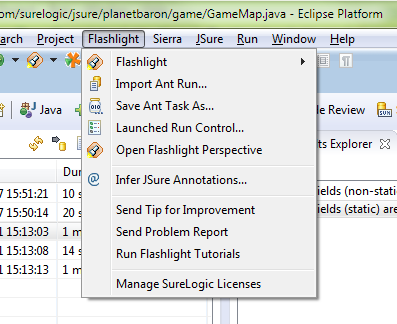 om/surelogic/jsure/planetbaron/game/GameMap.java - Eclipse Platform
arch Project Flashlight Sierra JSure Run Window Help
Flashlight
Import Ant Run...
Save Ant Task As...
Launched Run Control...
Open Flashlight Perspective
Infer JSure Annotations...
Send Tip for Improvement
Send Problem Report
Run Flashlight Tutorials
Manage SureLogic Licenses
Java
le Review
ts Explorer
Dur
7 15:51:21 10 s
7 15:50:14 20 s
1 15:13:03 1 m
1 15:13:08 14 s
1 15:13:13 1 m
ields (non-stati
ields (static) are